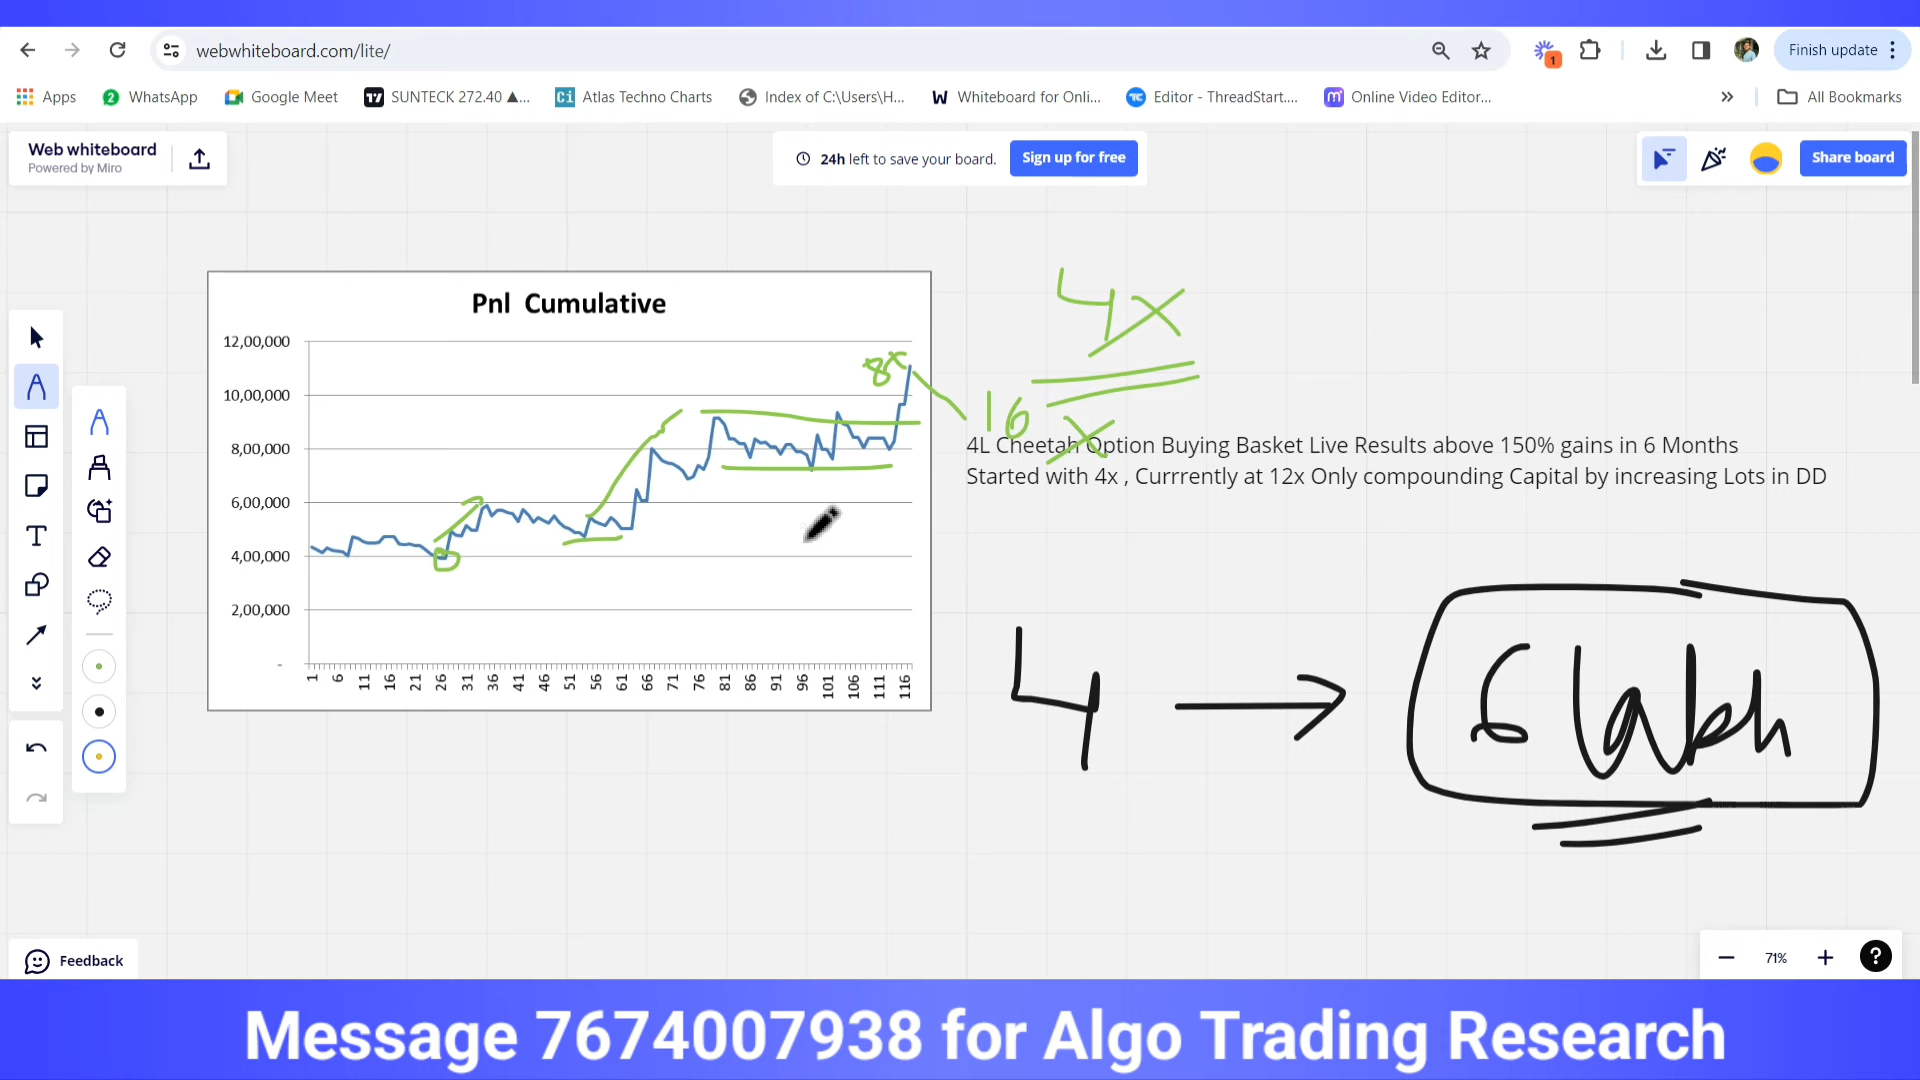 webwhiteboard.com/lite/
1
Finish update
Apps
2
WhatsApp
Google Meet
17
SUNTECK 272.40 ▲...
Ci
Atlas Techno Charts
Index of C:\Users\H...
W
Whiteboard for Onli...
TC
Editor - ThreadStart....
m
Online Video Editor...
»
All Bookmarks
Web whiteboard
Powered by Miro
24h left to save your board.
Sign up for free
Share board
Pnl Cumulative
12,00,000
10,00,000
8,00,000
6,00,000
4,00,000
2,00,000
-
1 6 11 16 21 26 31 36 41 46 51 56 61 66 71 76 81 86 91 96 101 106 111 116
8x
4x
16
x
4L Cheetah Option Buying Basket Live Results above 150% gains in 6 Months
Started with 4x , Currrently at 12x Only compounding Capital by increasing Lots in DD
4 → 6 lakh
T
Feedback
71%
?
Message 7674007938 for Algo Trading Research